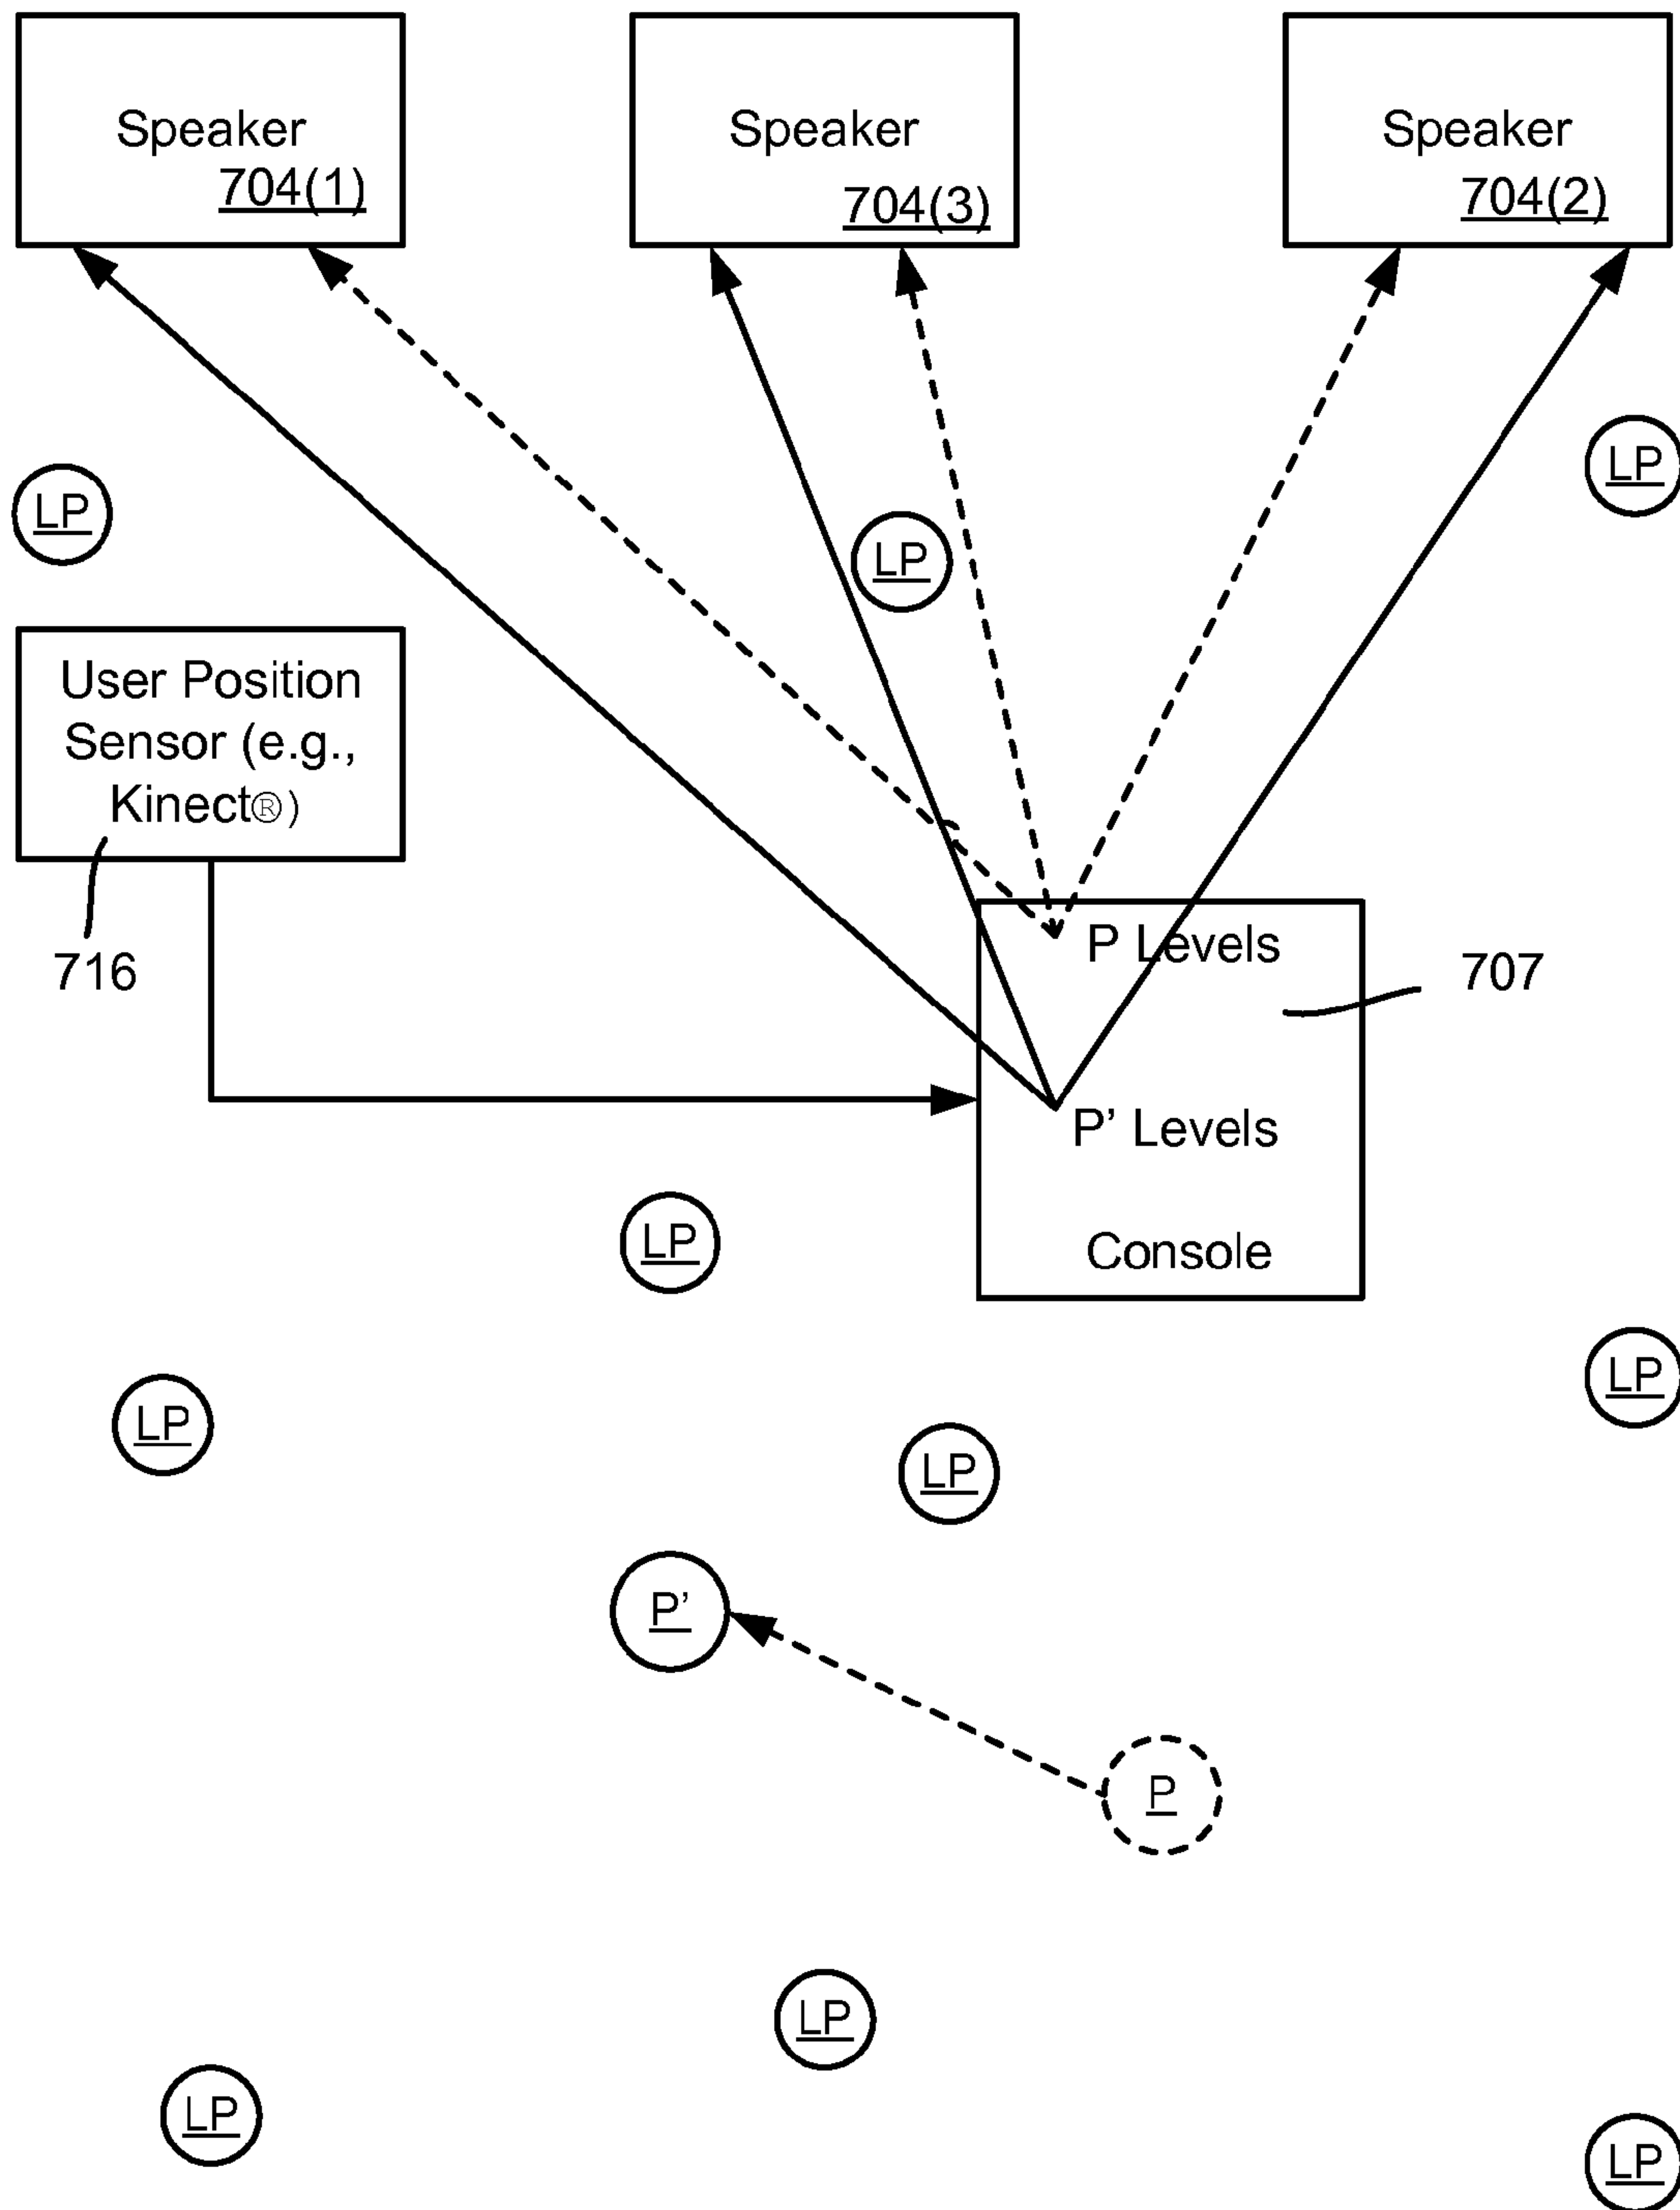 Speaker
704(1)
Speaker
704(3)
Speaker
704(2)
LP
LP
LP
User Position
Sensor (e.g.,
Kinect®)
716
P Levels
707
P' Levels
Console
LP
LP
LP
LP
P'
P
LP
LP
LP